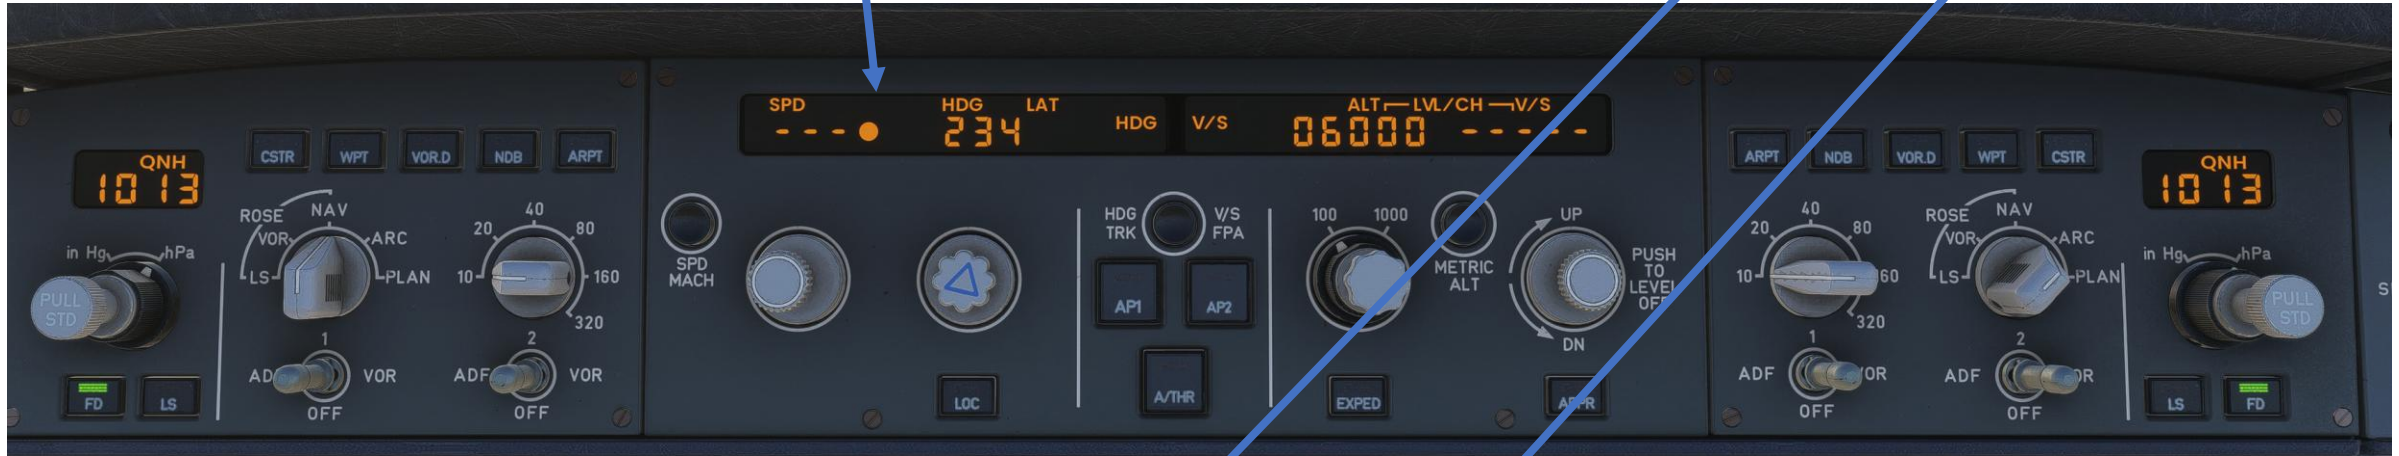 QNH
1013
CSTR WPT VOR.D NDB ARPT
ROSE NAV
VOR ARC
LS PLAN
10 20 40 80 160 320
in Hg hPa
PULL
STD
1
VOR
OFF
2
ADF VOR
OFF
FD LS
SPD HDG LAT
---● 234
HDG V/S
ALT LVL/CH V/S
06000 -----
SPD
MACH
HDG V/S
TRK FPA
AP1 AP2
A/THR
LOC
100 1000
METRIC
ALT
UP
DN
PUSH
TO
LEVEL
EXPED
ARPT NDB VOR.D WPT CSTR
10 20 40 80 320
ROSE NAV
VOR ARC
LS PLAN
QNH
1013
in Hg hPa
PULL
STD
1
ADF
OFF
2
ADF
OFF
LS FD